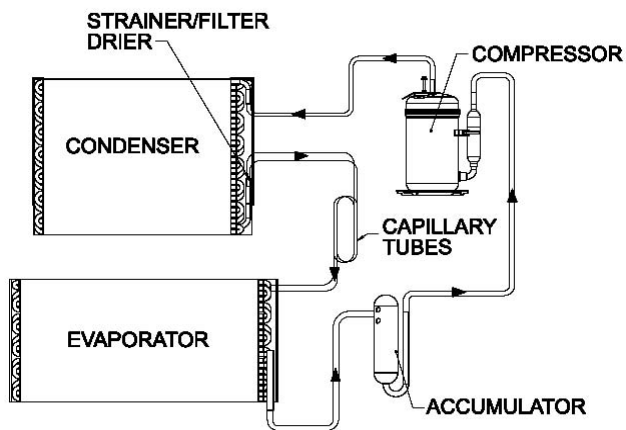 STRAINER/FILTER
DRIER
COMPRESSOR
CONDENSER
CAPILLARY
TUBES
EVAPORATOR
ACCUMULATOR